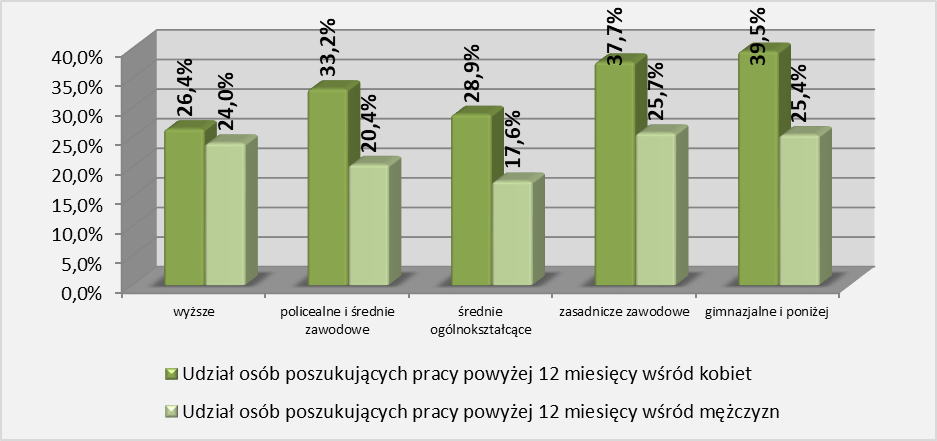 40,0%
35,0%
30,0%
25,0%
20,0%
15,0%
10,0%
5,0%
0,0%
26,4%
24,0%
33,2%
20,4%
28,9%
17,6%
37,7%
25,7%
39,5%
25,4%
wyższe
policealne i średnie
zawodowe
średnie
ogólnokształcące
zasadnicze zawodowe
gimnazjalne i poniżej
Udział osób poszukujących pracy powyżej 12 miesięcy wśród kobiet
Udział osób poszukujących pracy powyżej 12 miesięcy wśród mężczyzn